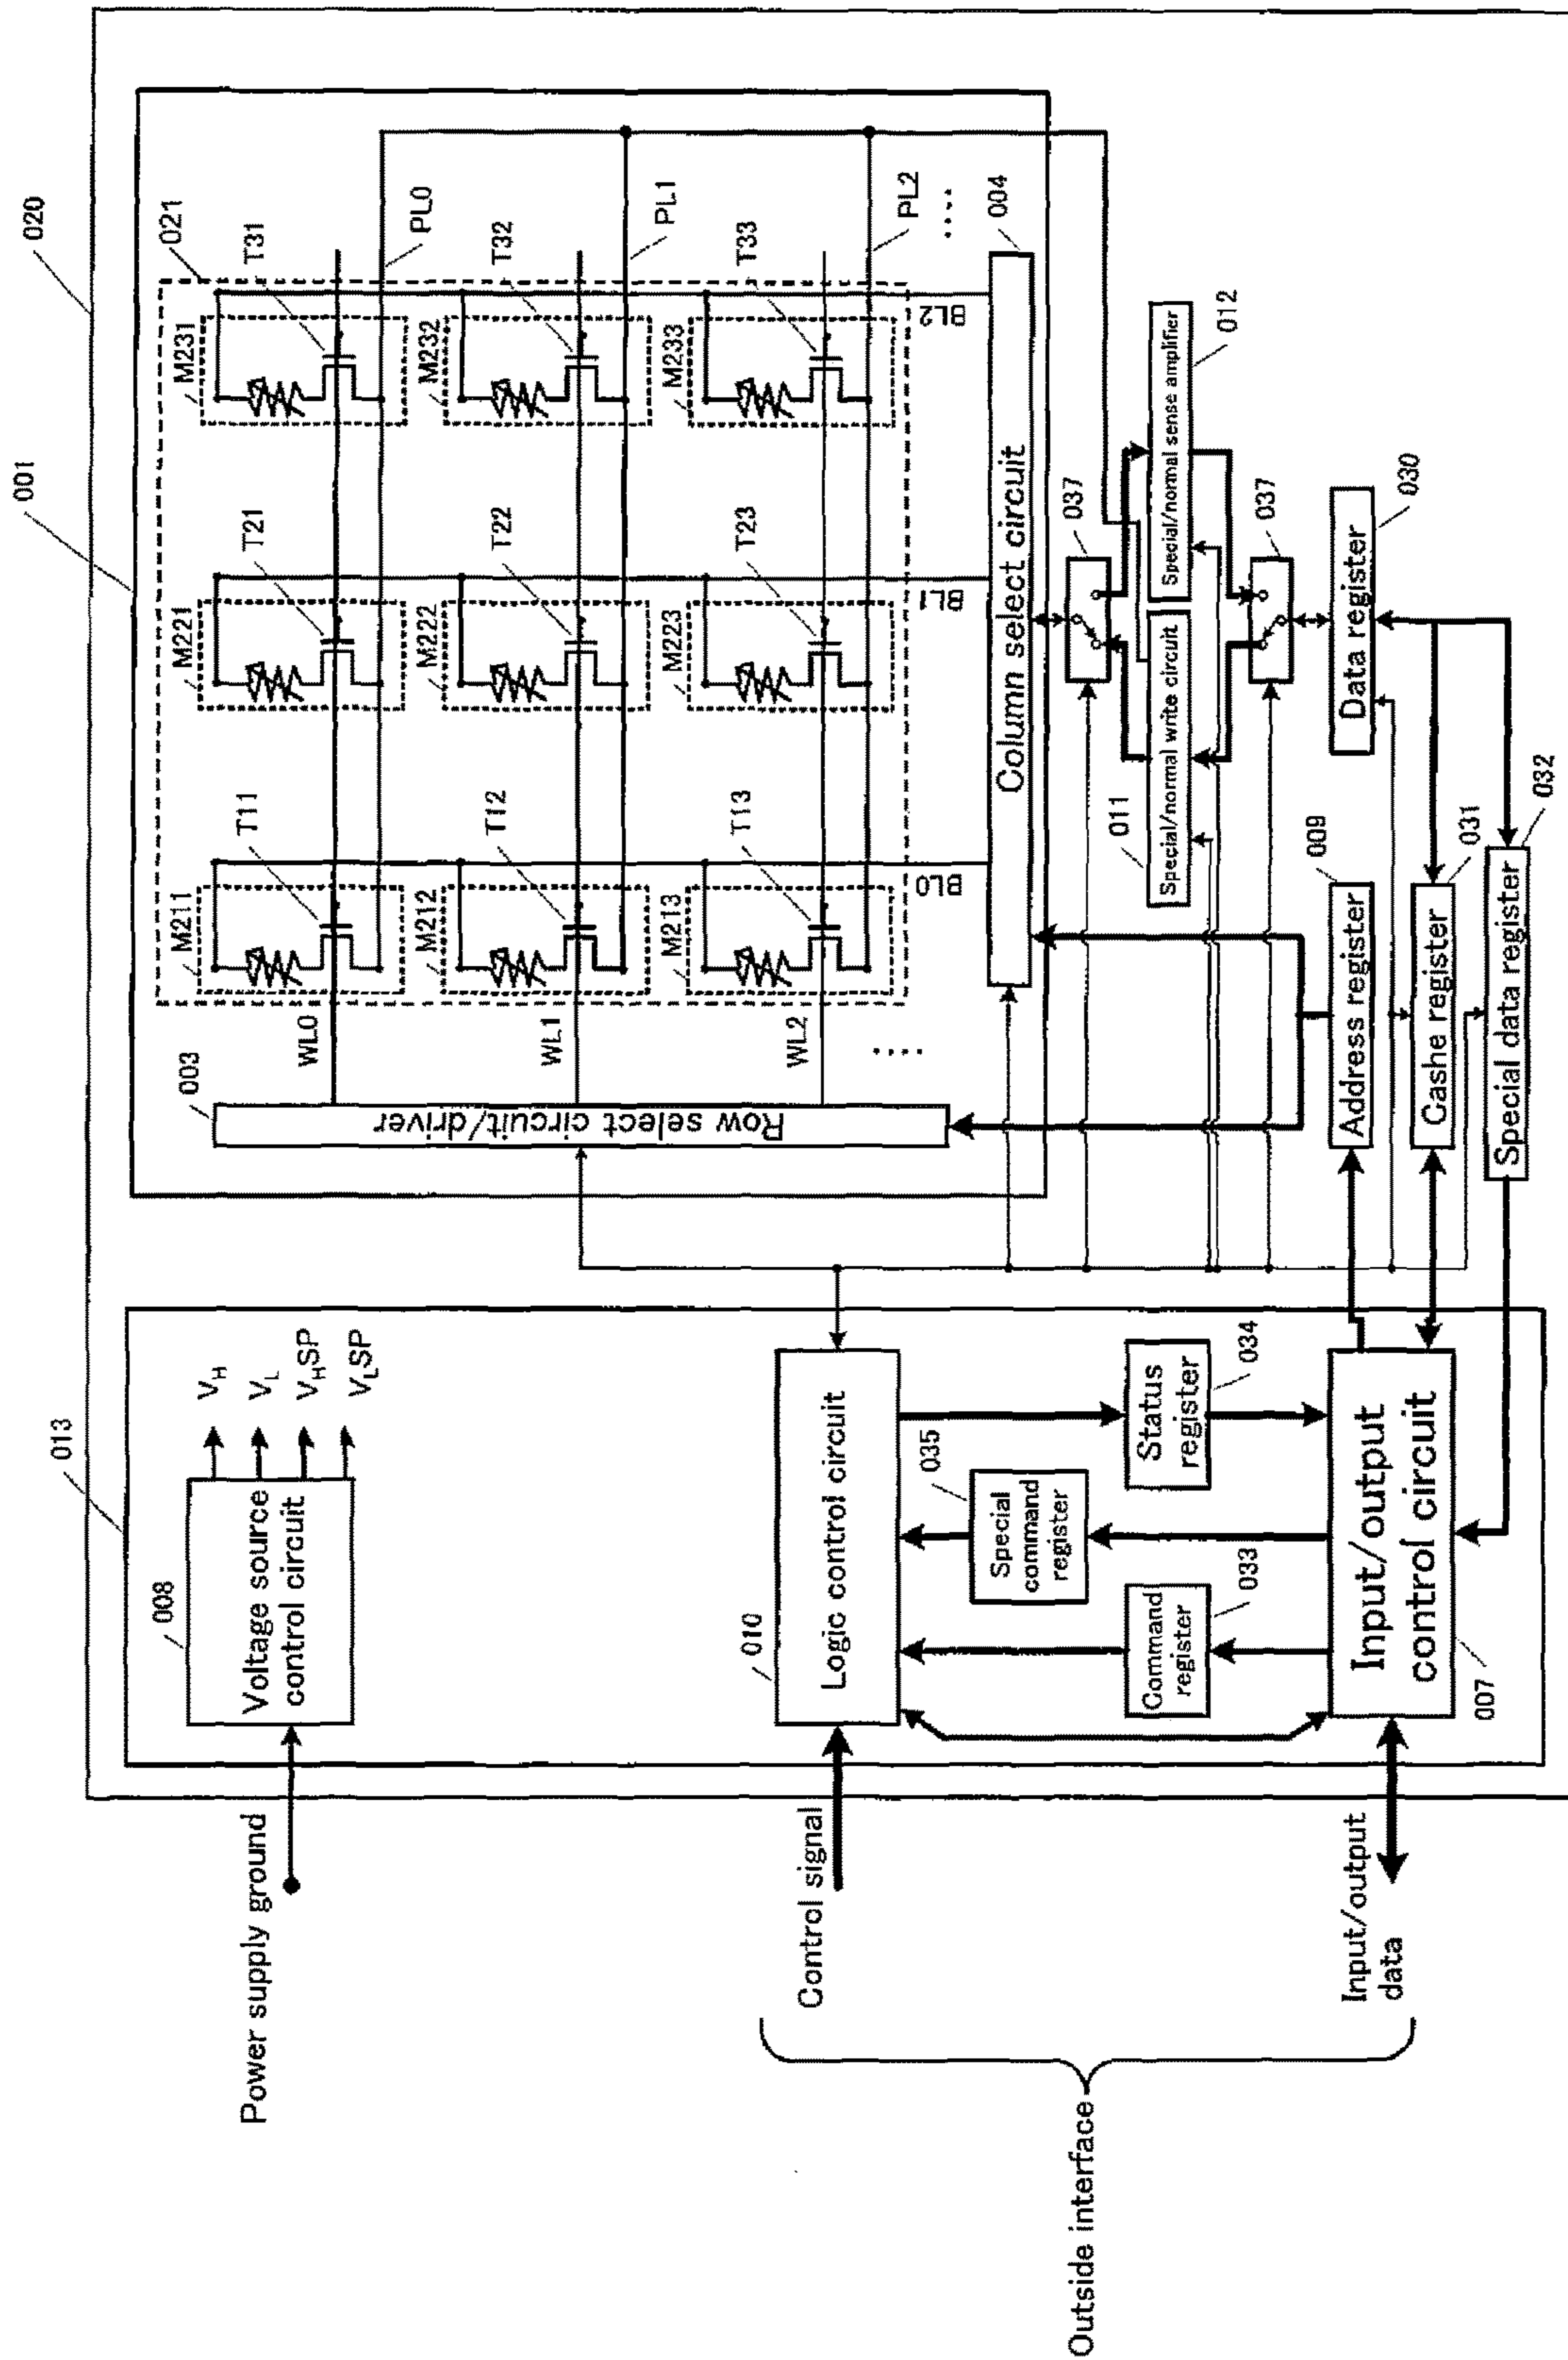 020
001
013
021
008
Voltage source
control circuit
V_H
V_L
V_HSP
V_LSP
Power supply ground
003
Row select circuit/driver
WL0
WL1
WL2
....
M211
T11
M221
T21
M231
T31
PL0
M212
T12
M222
T22
M232
T32
PL1
M213
T13
M223
T23
M233
T33
PL2
....
BL0
BL1
BL2
004
Column select circuit
037
011
Special/normal write circuit
Special/normal sense amplifier
012
037
010
Logic control circuit
Control signal
035
Special
command
register
Status
register
034
Command
register
033
Input/output
control circuit
007
Input/output
data
Outside interface
009
Address register
Data register
030
Cashe register
031
Special data register
032